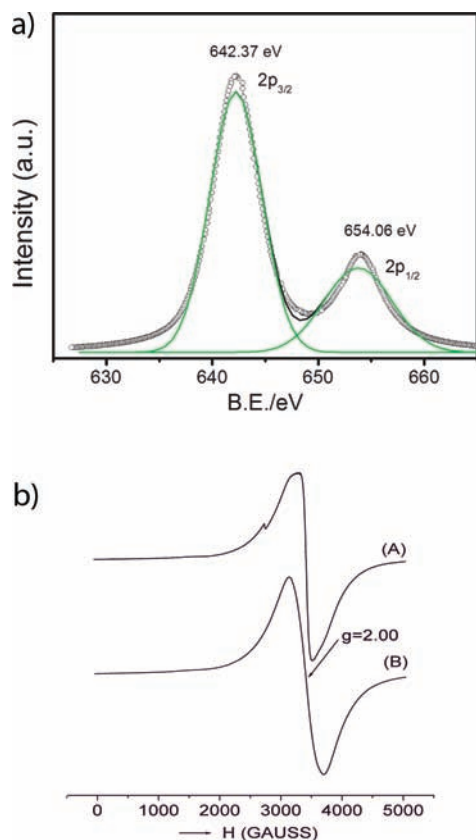 a)
642.37 eV
2p3/2
654.06 eV
2p1/2
Intensity (a.u.)
630 640 650 660
B.E./eV
b)
(A)
g=2.00
(B)
0 1000 2000 3000 4000 5000
→ H (GAUSS)